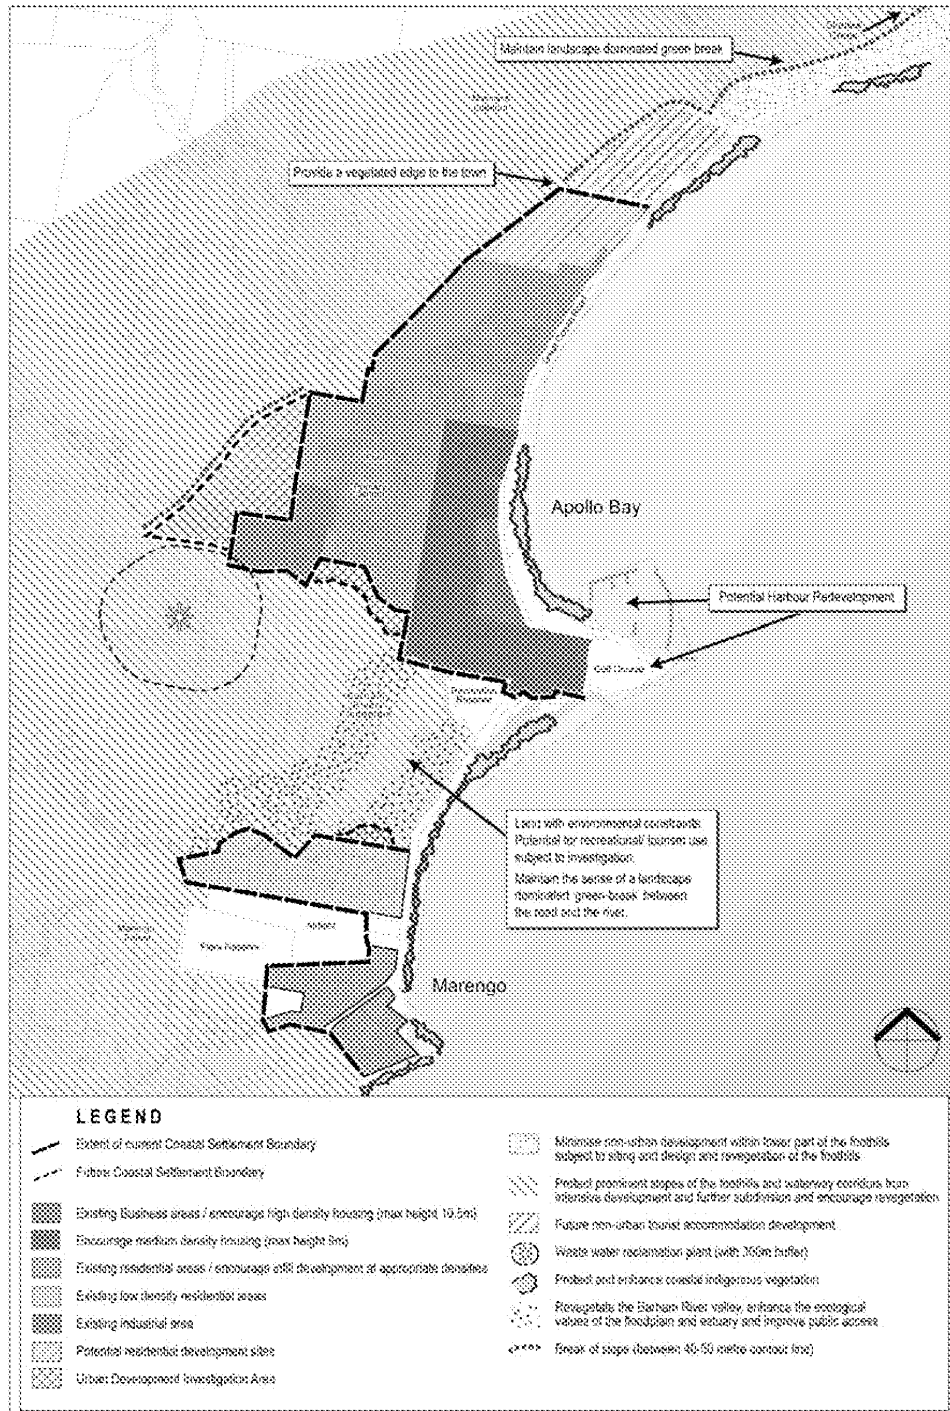 Maintain landscape dominated green break
Provide a vegetated edge to the town
Apollo Bay
Potential Harbour Redevelopment
Golf Course
Recreation
Reserve
Land with environmental constraints.
Potential for recreational/ tourism use
subject to investigation.
Maintain the sense of a landscape
dominated 'green-break' between
the road and the river.
Marengo
LEGEND
Extent of current Coastal Settlement Boundary
Future Coastal Settlement Boundary
Existing Business areas / encourage high density housing (max height 10.5m)
Encourage medium density housing (max height 9m)
Existing residential areas / encourage infill development at appropriate densities
Existing low density residential areas
Existing industrial area
Potential residential development sites
Urban Development Investigation Area
Minimise non-urban development within lower part of the foothills
subject to siting and design and revegetation of the foothills
Protect prominent slopes of the foothills and waterway corridors from
intensive development and further subdivision and encourage revegetation
Future non-urban tourist accommodation development
Waste water reclamation plant (with 300m buffer)
Protect and enhance coastal indigenous vegetation
Revegetate the Barham River valley, enhance the ecological
values of the floodplain and estuary and improve public access
Break of slope (between 40-50 metre contour line)